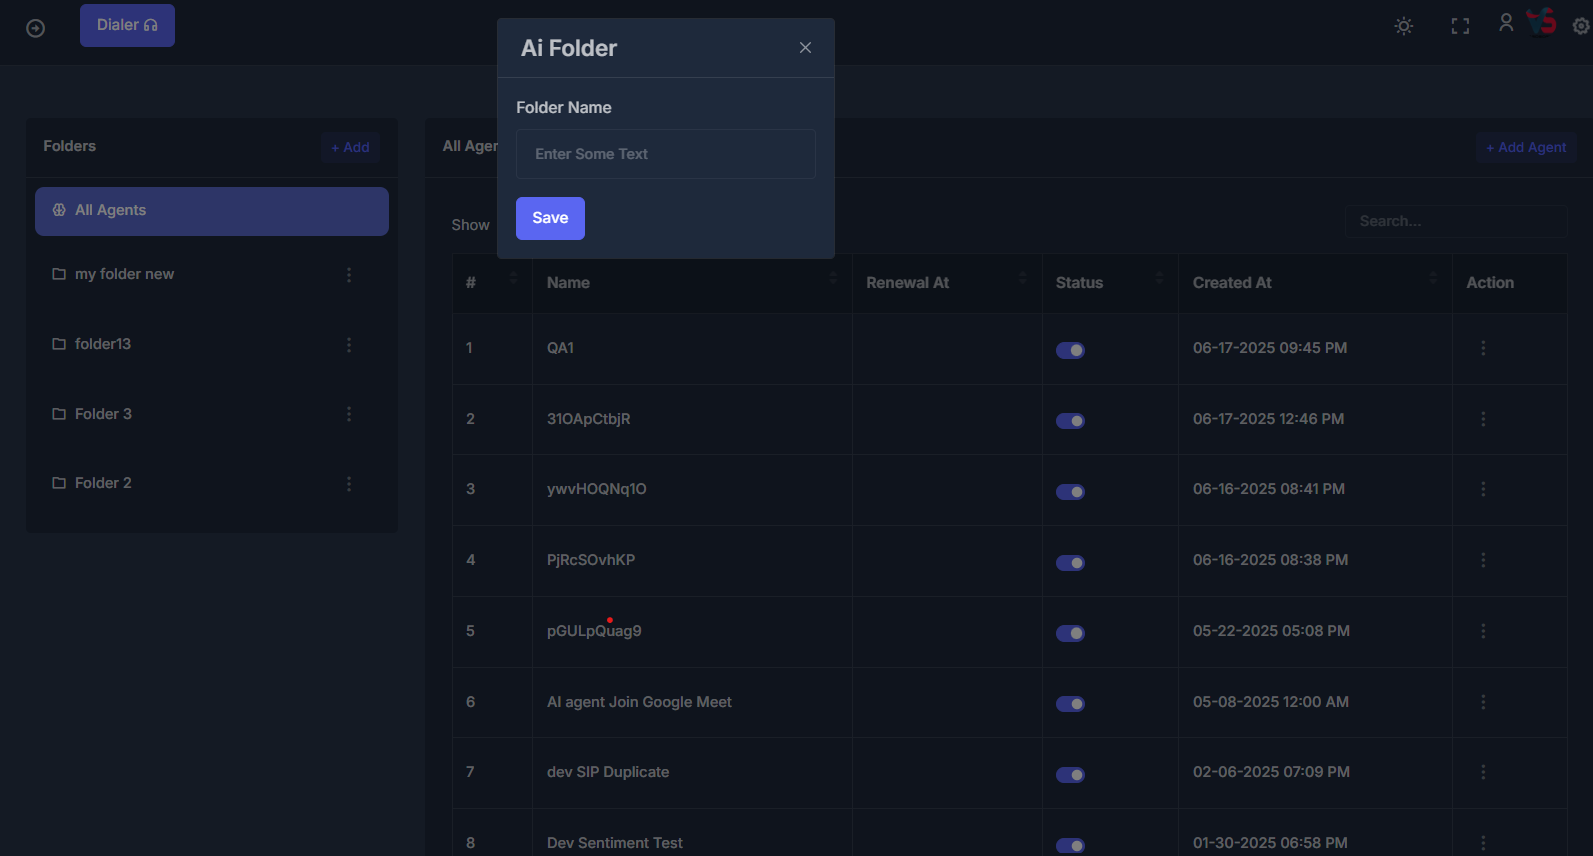 Dialer
Ai Folder
Folder Name
Enter Some Text
Save
Folders
+ Add
All Agents
my folder new
folder13
Folder 3
Folder 2
All Agen
+ Add Agent
Show
Search...
# Name Renewal At Status Created At Action
1 QA1 06-17-2025 09:45 PM
2 31OApCtbjR 06-17-2025 12:46 PM
3 ywvHOQNq1O 06-16-2025 08:41 PM
4 PjRcSOvhKP 06-16-2025 08:38 PM
5 pGULpQuag9 05-22-2025 05:08 PM
6 AI agent Join Google Meet 05-08-2025 12:00 AM
7 dev SIP Duplicate 02-06-2025 07:09 PM
8 Dev Sentiment Test 01-30-2025 06:58 PM